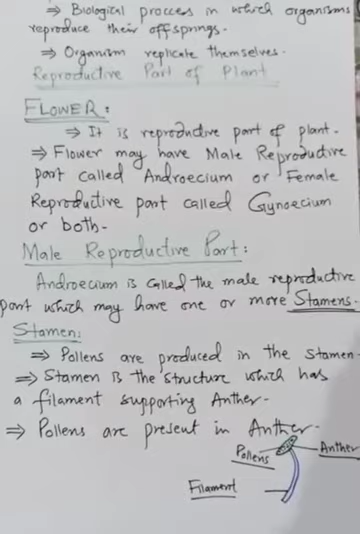 ⇒ Biological process in which organisms
reproduce their offsprings.
⇒ Organism replicate themselves.
Reproductive Part of Plant
FLOWER:
⇒ It is reproductive part of plant.
⇒ Flower may have Male Reproductive
part called Androecium or Female
Reproductive part called Gynoecium
or both.
Male Reproductive Part:
Androecium is called the male reproductive
part which may have one or more Stamens.
Stamen:
⇒ Pollens are produced in the stamen.
⇒ Stamen is the structure which has
a filament supporting Anther.
⇒ Pollens are present in Anther.
Pollens
Anther
Filament